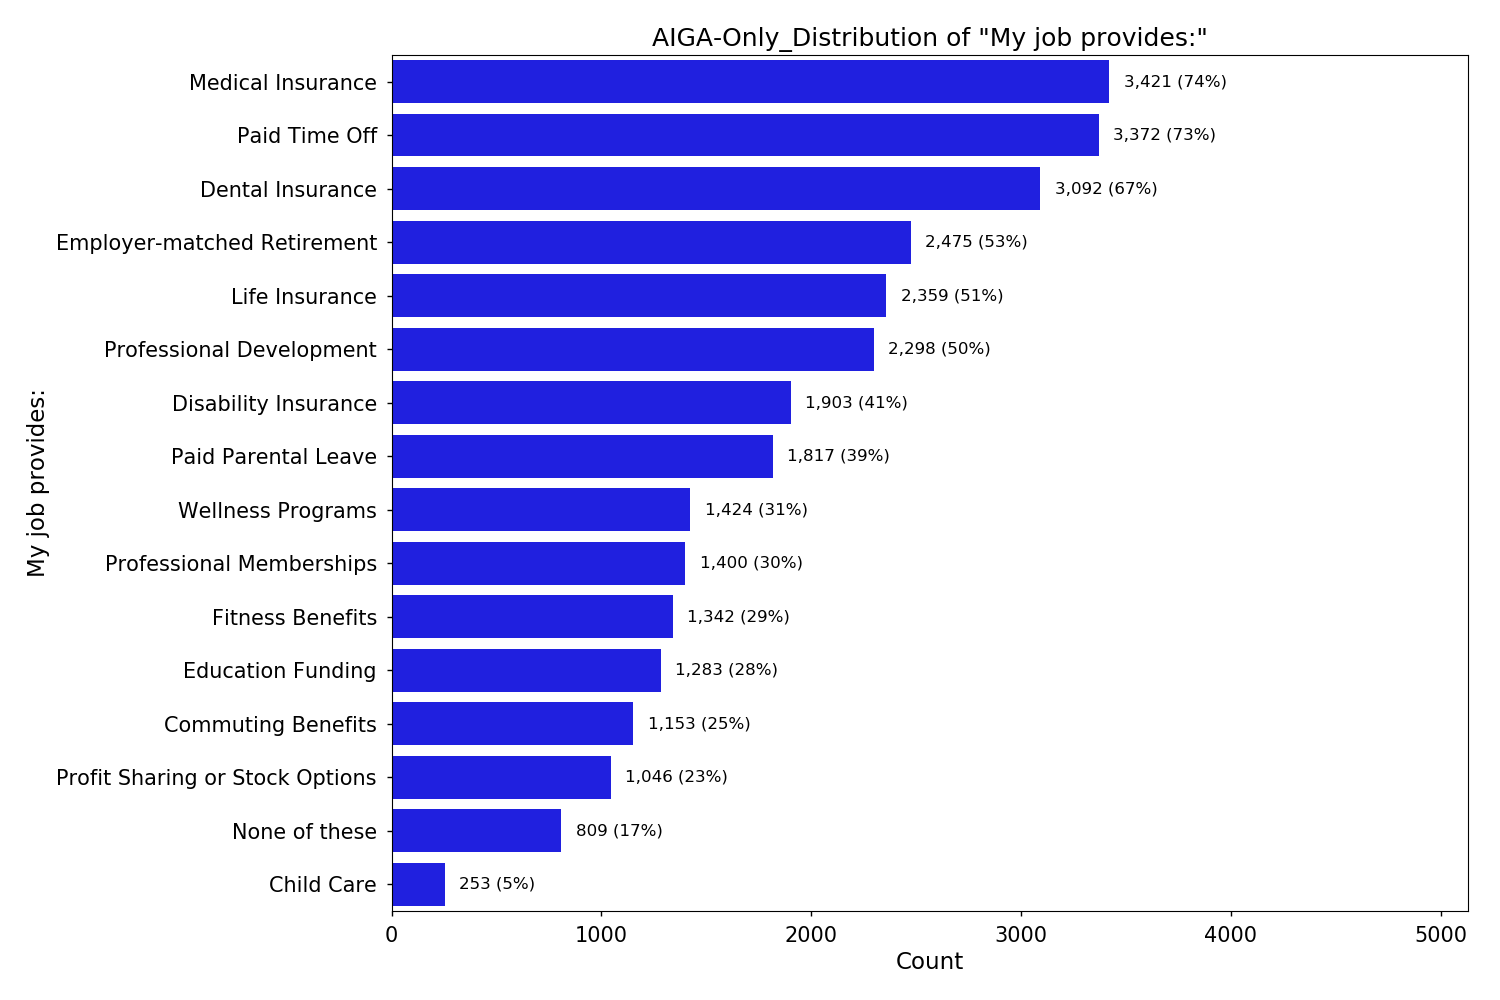 AIGA-Only_Distribution of "My job provides:"
Medical Insurance 3,421 (74%)
Paid Time Off 3,372 (73%)
Dental Insurance 3,092 (67%)
Employer-matched Retirement 2,475 (53%)
Life Insurance 2,359 (51%)
Professional Development 2,298 (50%)
Disability Insurance 1,903 (41%)
Paid Parental Leave 1,817 (39%)
Wellness Programs 1,424 (31%)
Professional Memberships 1,400 (30%)
Fitness Benefits 1,342 (29%)
Education Funding 1,283 (28%)
Commuting Benefits 1,153 (25%)
Profit Sharing or Stock Options 1,046 (23%)
None of these 809 (17%)
Child Care 253 (5%)
My job provides:
0 1000 2000 3000 4000 5000
Count